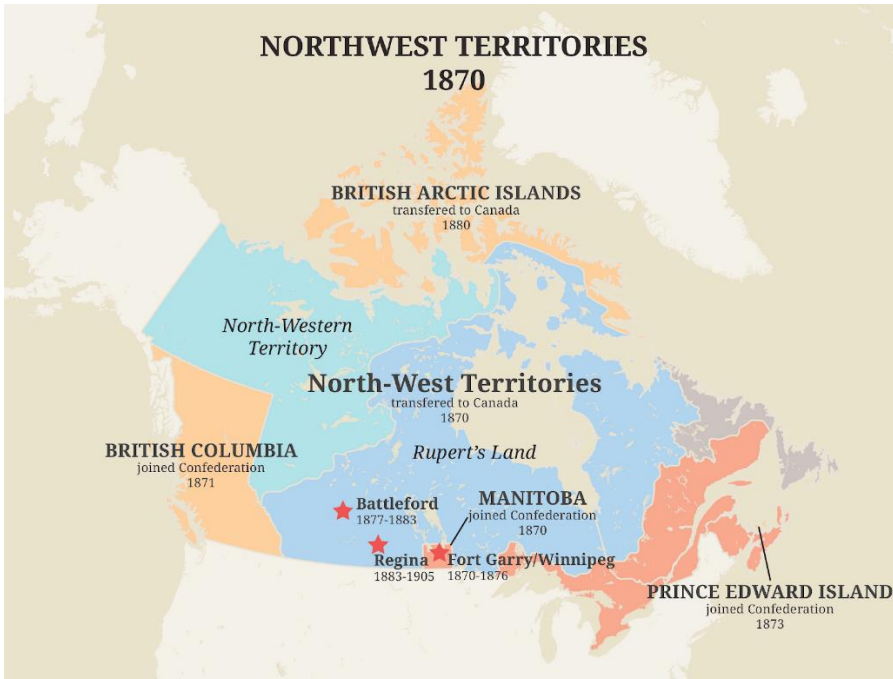 NORTHWEST TERRITORIES
1870
BRITISH ARCTIC ISLANDS
transfered to Canada
1880
North-Western
Territory
North-West Territories
transfered to Canada
1870
BRITISH COLUMBIA
joined Confederation
1871
Rupert's Land
Battleford
1877-1883
MANITOBA
joined Confederation
1870
Regina
1883-1905
Fort Garry/Winnipeg
1870-1876
PRINCE EDWARD ISLAND
joined Confederation
1873